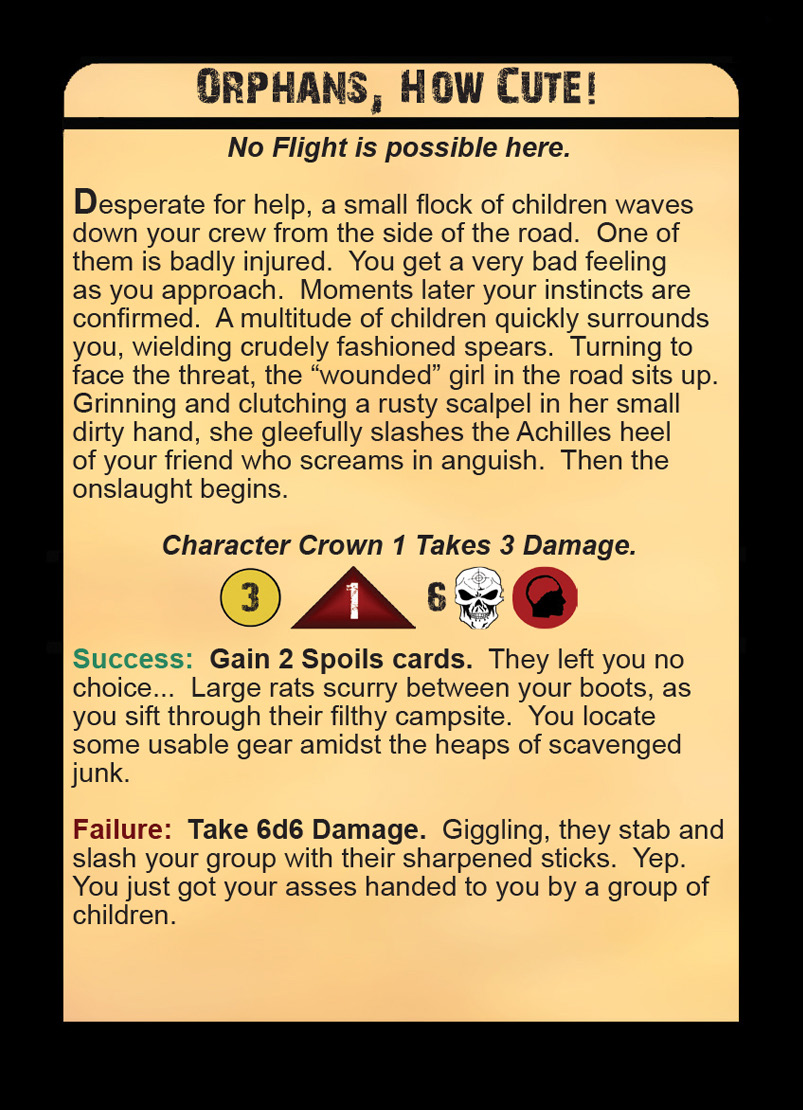 Orphans, How Cute!
No Flight is possible here.
Desperate for help, a small flock of children waves
down your crew from the side of the road.  One of
them is badly injured.  You get a very bad feeling
as you approach.  Moments later your instincts are
confirmed.  A multitude of children quickly surrounds
you, wielding crudely fashioned spears.  Turning to
face the threat, the “wounded” girl in the road sits up.
Grinning and clutching a rusty scalpel in her small
dirty hand, she gleefully slashes the Achilles heel
of your friend who screams in anguish.  Then the
onslaught begins.
Character Crown 1 Takes 3 Damage.
3 1 6
Success:  Gain 2 Spoils cards.  They left you no
choice...  Large rats scurry between your boots, as
you sift through their filthy campsite.  You locate
some usable gear amidst the heaps of scavenged
junk.
Failure:  Take 6d6 Damage.  Giggling, they stab and
slash your group with their sharpened sticks.  Yep.
You just got your asses handed to you by a group of
children.